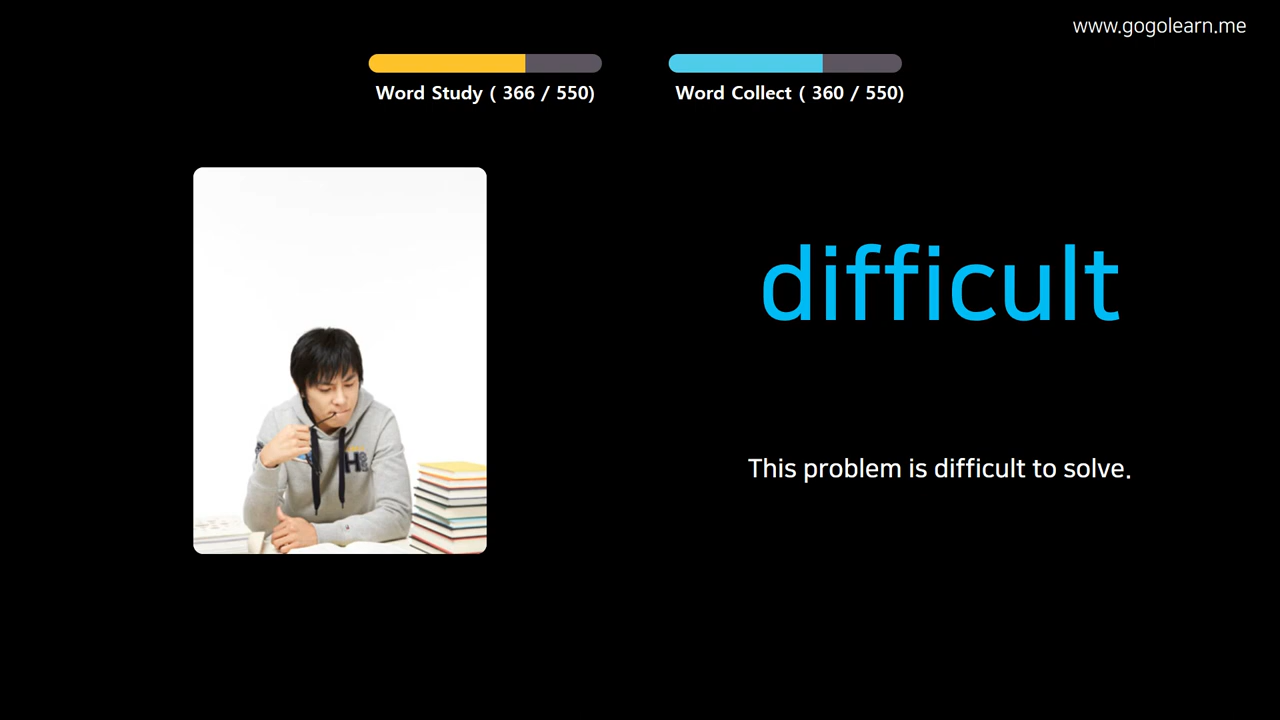 www.gogolearn.me
Word Study ( 366 / 550)
Word Collect ( 360 / 550)
difficult
This problem is difficult to solve.
H